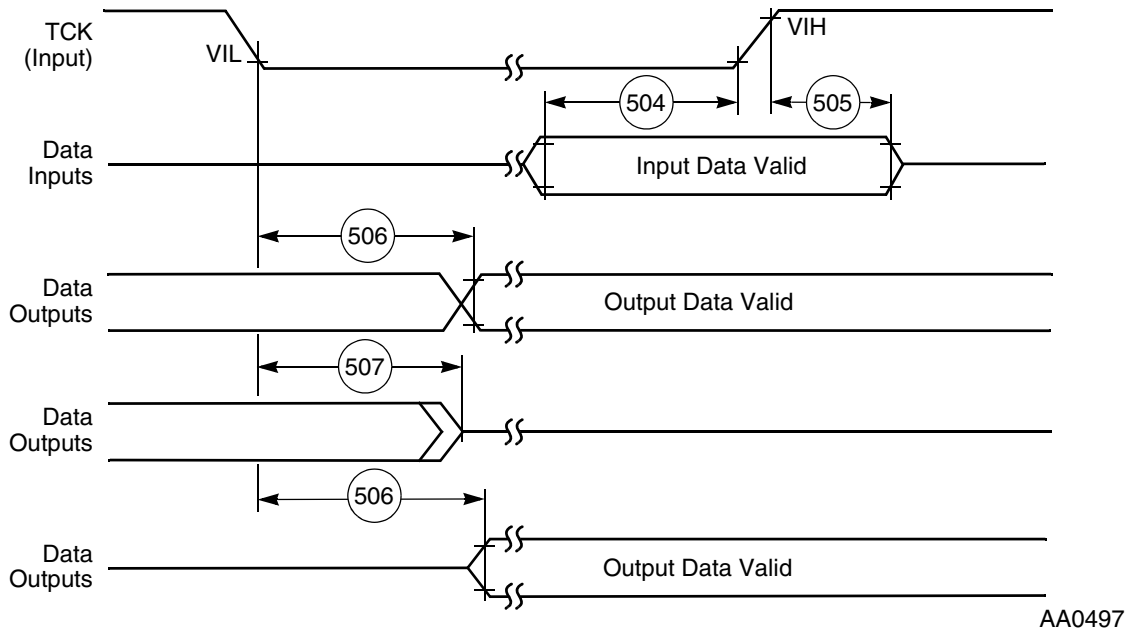 TCK
(Input)
VIL
VIH
504
505
Data
Inputs
Input Data Valid
506
Data
Outputs
Output Data Valid
507
Data
Outputs
506
Data
Outputs
Output Data Valid
AA0497